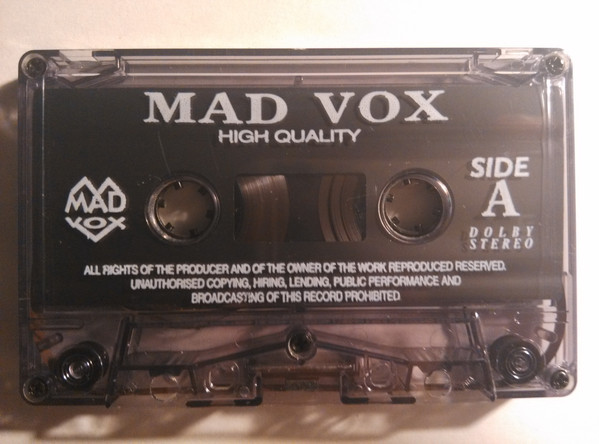 MAD VOX
HIGH QUALITY
MAD
VOX
SIDE
A
DOLBY
STEREO
ALL RIGHTS OF THE PRODUCER AND OF THE OWNER OF THE WORK REPRODUCED RESERVED.
UNAUTHORISED COPYING, HIRING, LENDING, PUBLIC PERFORMANCE AND
BROADCASTING OF THIS RECORD PROHIBITED